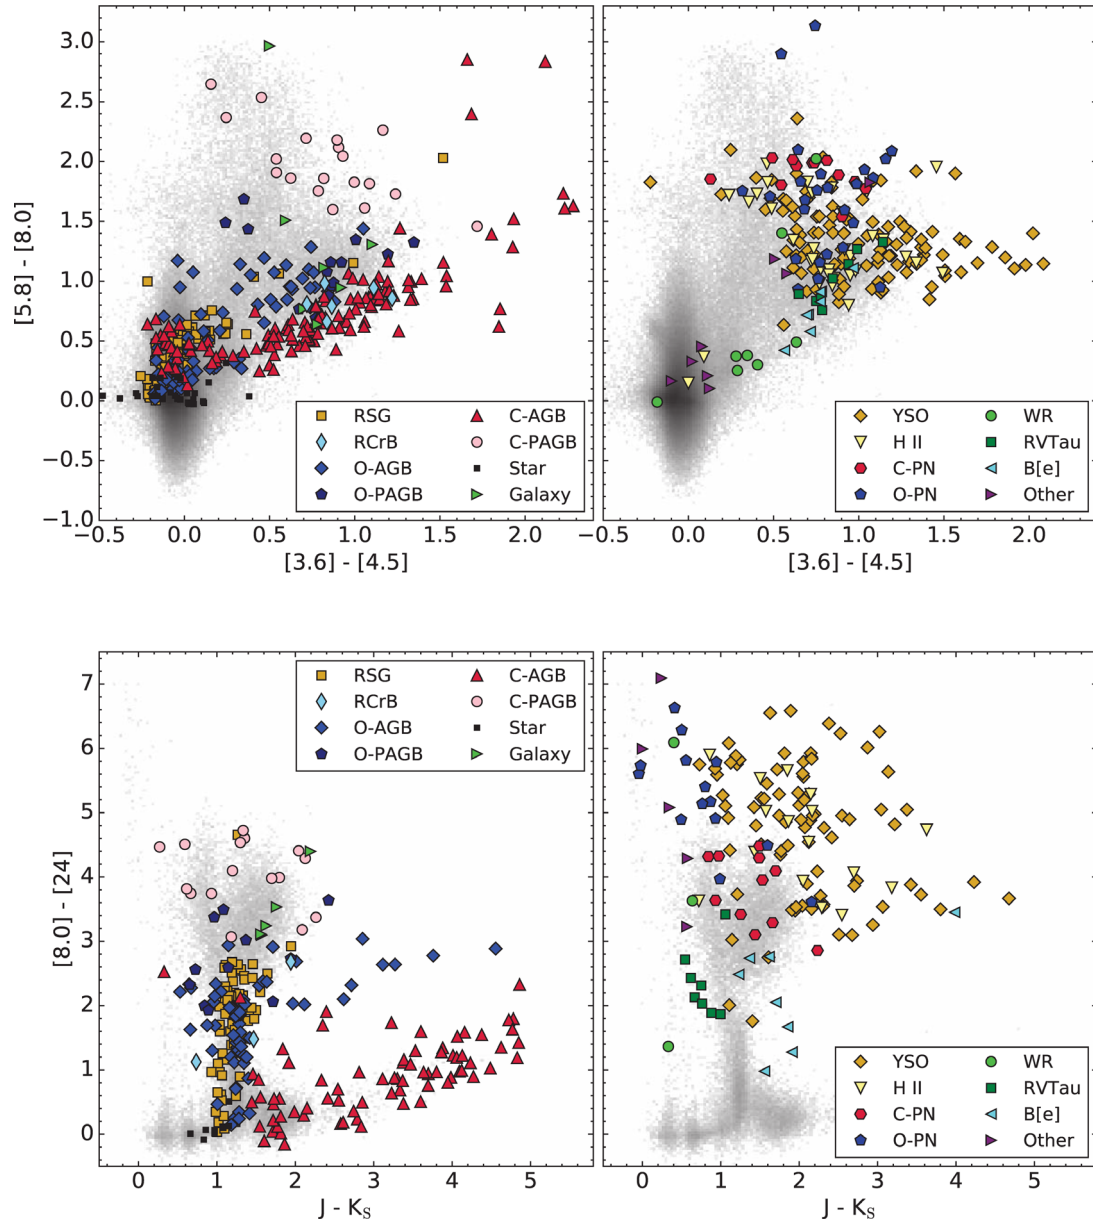 3.0
2.5
2.0
1.5
1.0
0.5
0.0
−0.5
−1.0
[5.8] - [8.0]
RSG C-AGB
RCrB C-PAGB
O-AGB Star
O-PAGB Galaxy
YSO WR
H II RVTau
C-PN B[e]
O-PN Other
−0.5 0.0 0.5 1.0 1.5 2.0 −0.5 0.0 0.5 1.0 1.5 2.0
[3.6] - [4.5] [3.6] - [4.5]
7
6
5
4
3
2
1
0
[8.0] - [24]
RSG C-AGB
RCrB C-PAGB
O-AGB Star
O-PAGB Galaxy
YSO WR
H II RVTau
C-PN B[e]
O-PN Other
0 1 2 3 4 5 0 1 2 3 4 5
J - KS J - KS